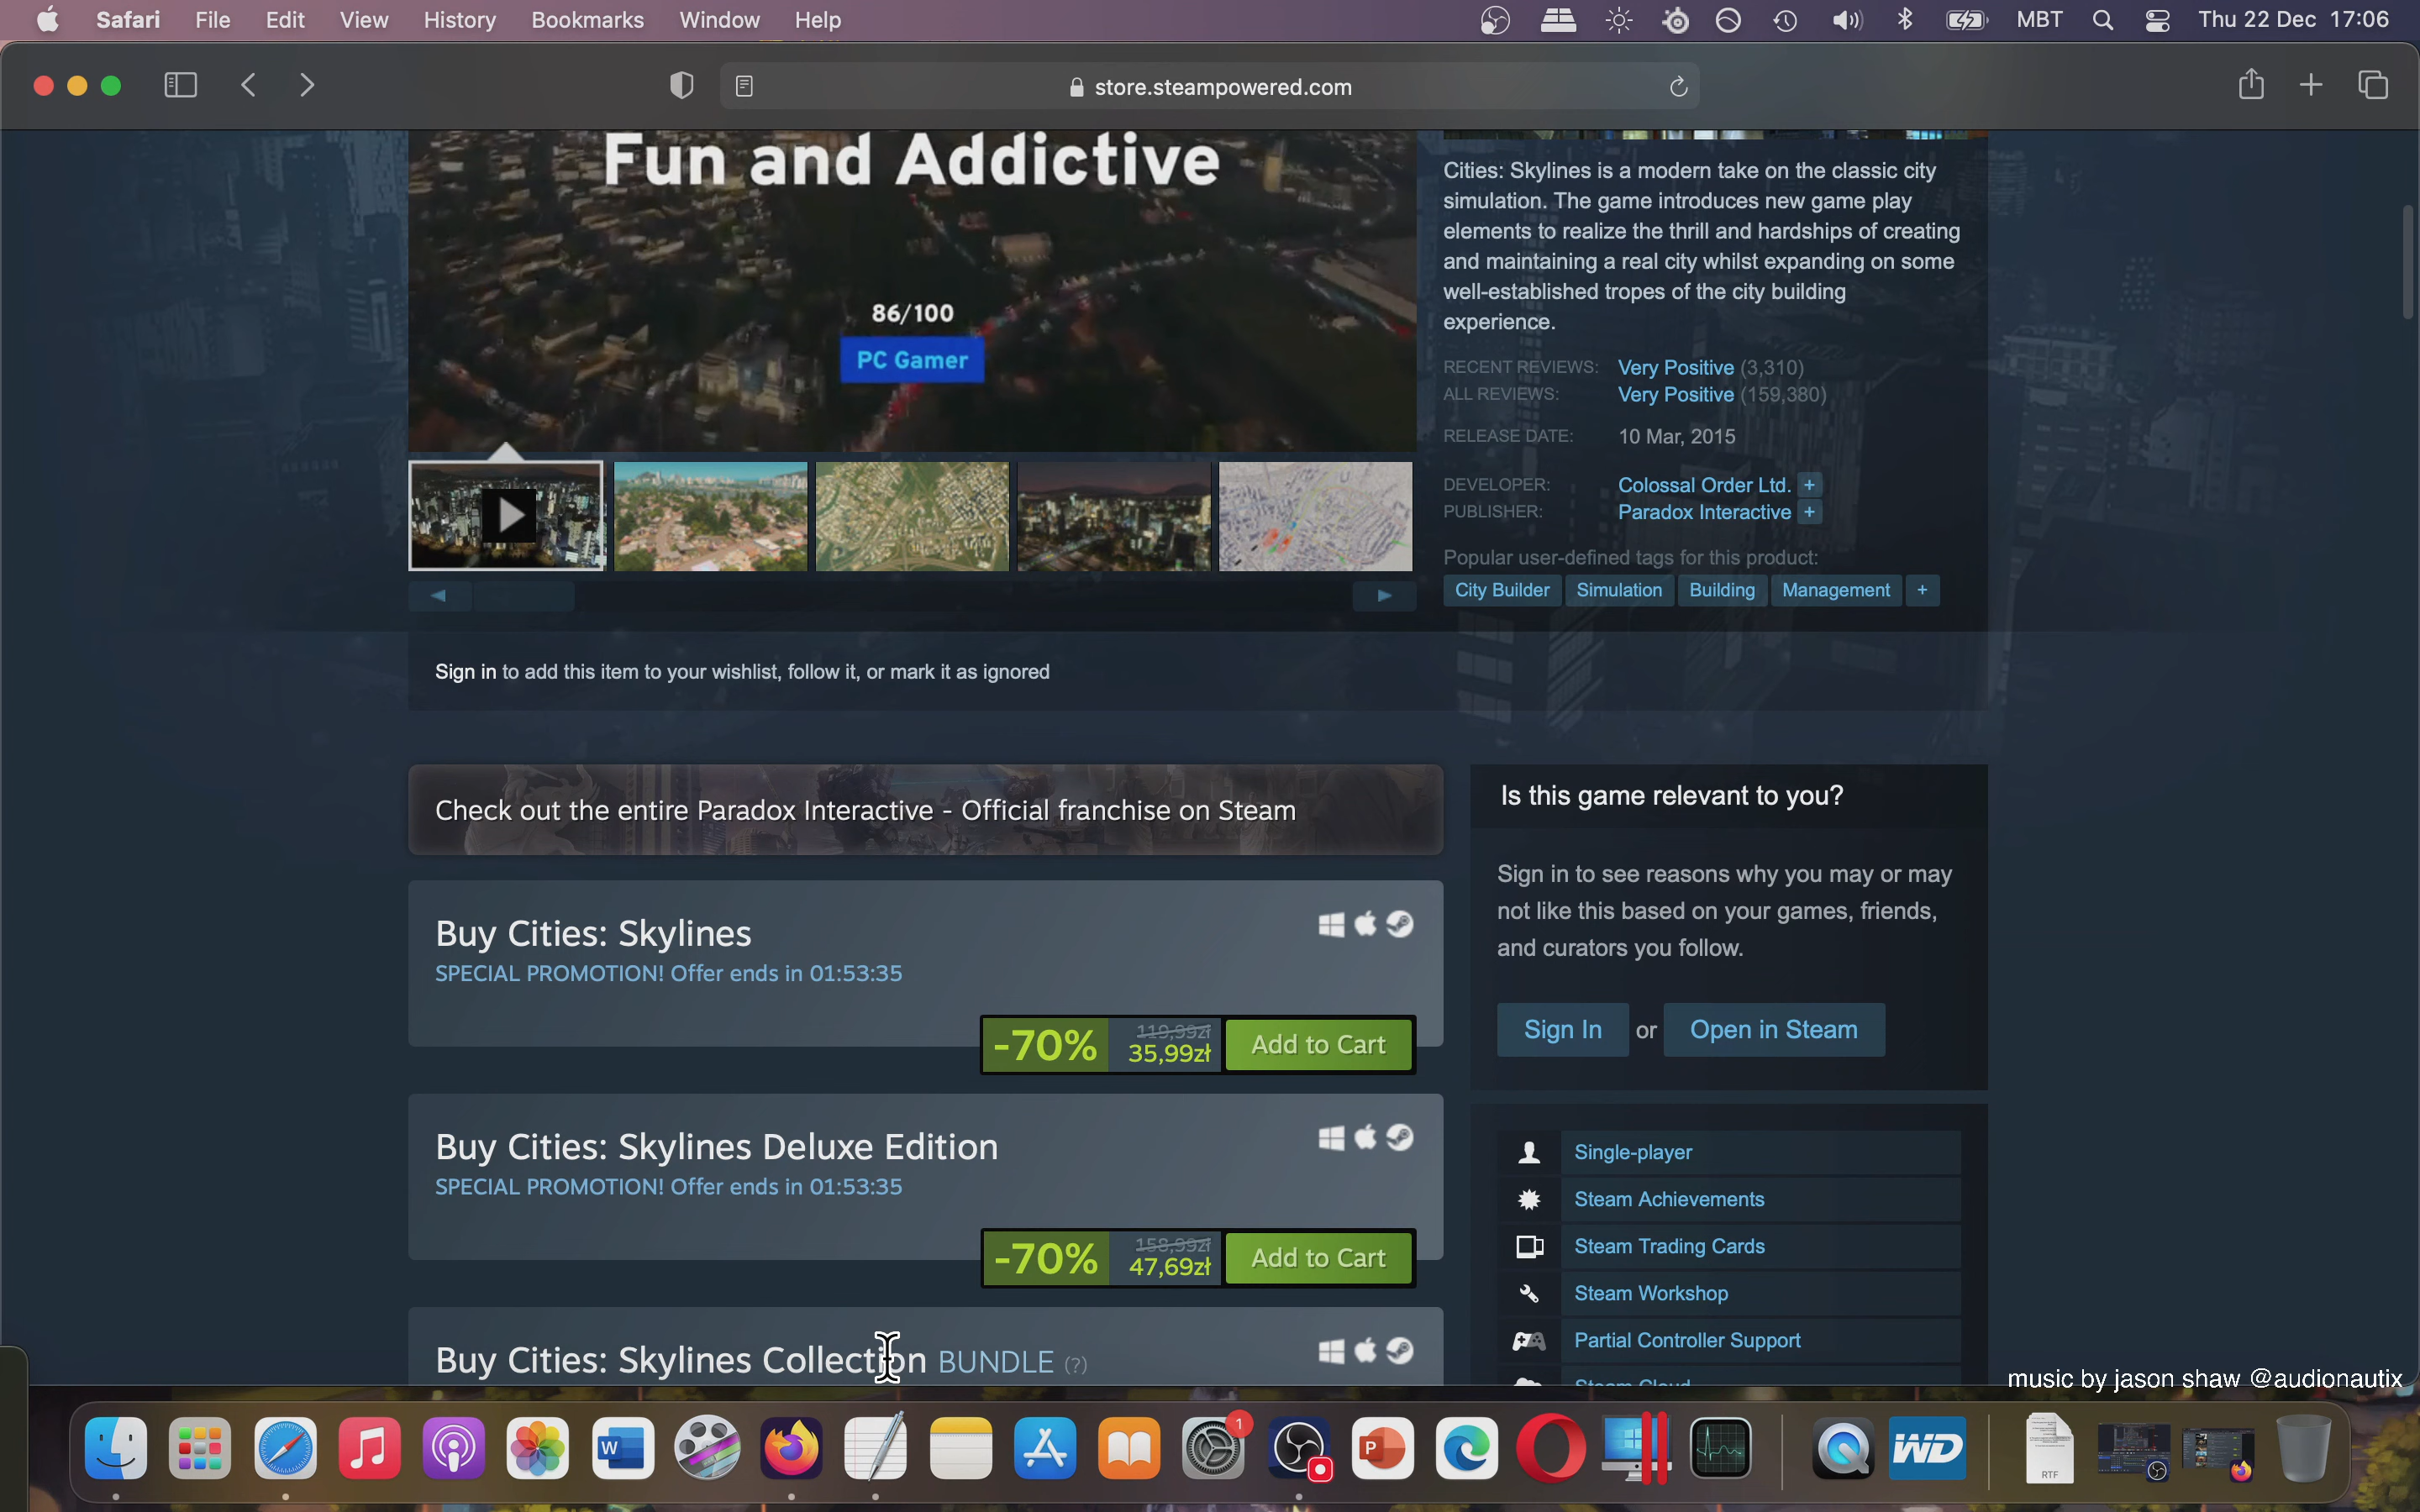 Safari File Edit View History Bookmarks Window Help MBT Thu 22 Dec 17:06
store.steampowered.com
Fun and Addictive
86/100
PC Gamer
Cities: Skylines is a modern take on the classic city
simulation. The game introduces new game play
elements to realize the thrill and hardships of creating
and maintaining a real city whilst expanding on some
well-established tropes of the city building
experience.
RECENT REVIEWS: Very Positive (3,310)
ALL REVIEWS: Very Positive (159,380)
RELEASE DATE: 10 Mar, 2015
DEVELOPER: Colossal Order Ltd. +
PUBLISHER: Paradox Interactive +
Popular user-defined tags for this product:
City Builder Simulation Building Management +
Sign in to add this item to your wishlist, follow it, or mark it as ignored
Check out the entire Paradox Interactive - Official franchise on Steam
Buy Cities: Skylines
SPECIAL PROMOTION! Offer ends in 01:53:35
-70% 119,99zł 35,99zł Add to Cart
Buy Cities: Skylines Deluxe Edition
SPECIAL PROMOTION! Offer ends in 01:53:35
-70% 158,99zł 47,69zł Add to Cart
Buy Cities: Skylines Collection BUNDLE (?)
Is this game relevant to you?
Sign in to see reasons why you may or may
not like this based on your games, friends,
and curators you follow.
Sign In or Open in Steam
Single-player
Steam Achievements
Steam Trading Cards
Steam Workshop
Partial Controller Support
Steam Cloud
music by jason shaw @audionautix
W
1
P
WD
RTF